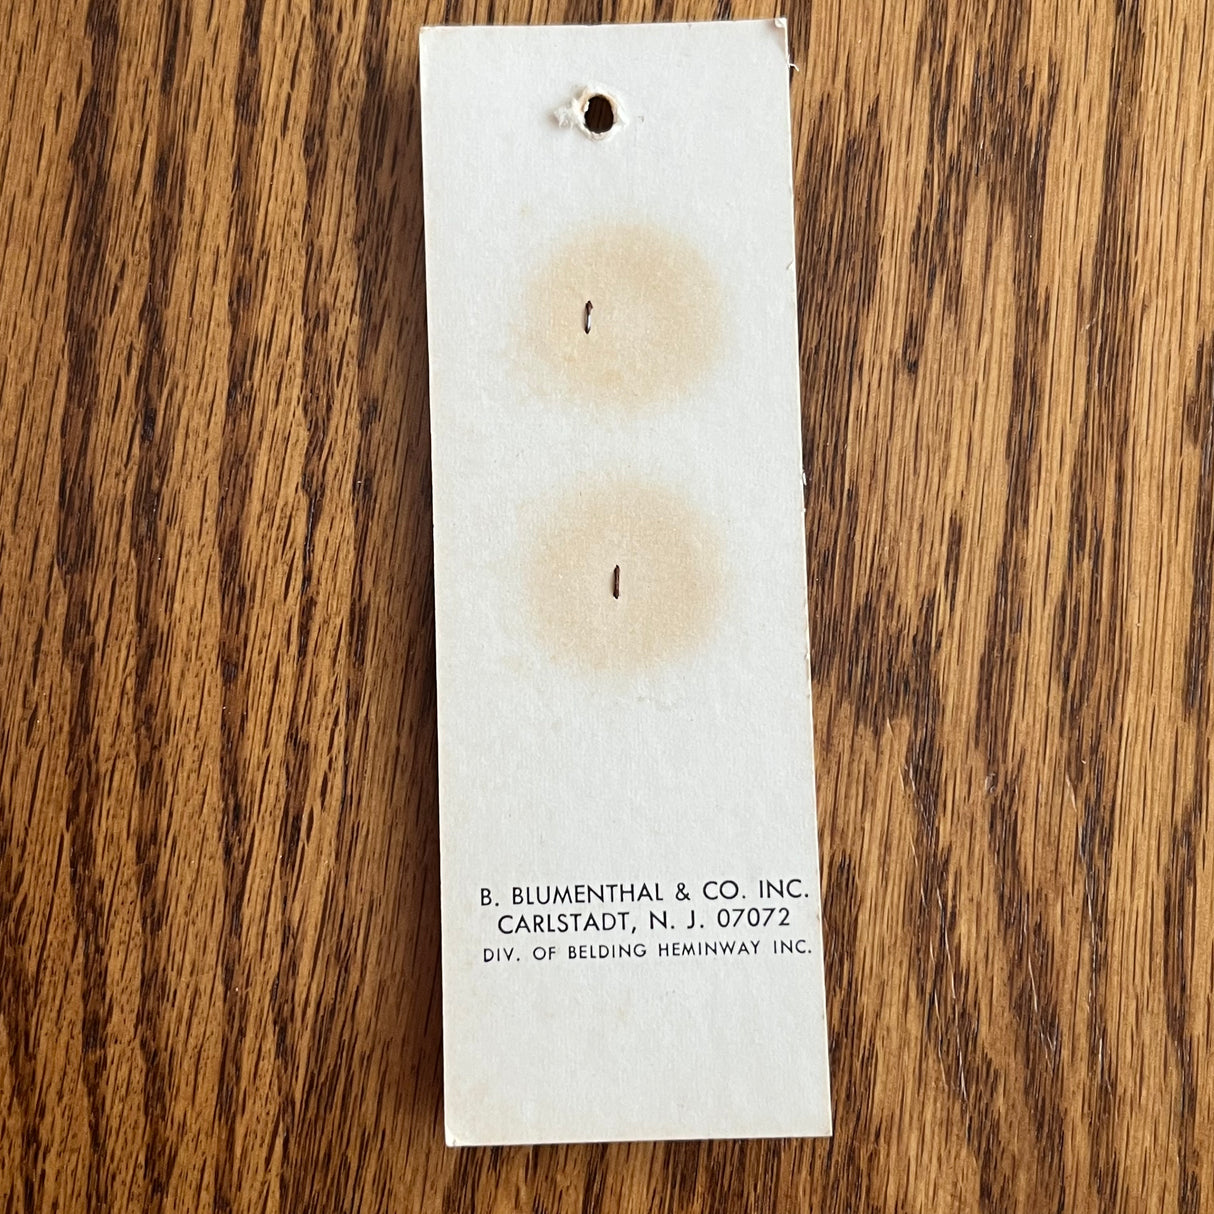 B. BLUMENTHAL & CO. INC.
CARLSTADT, N. J. 07072
DIV. OF BELDING HEMINWAY INC.